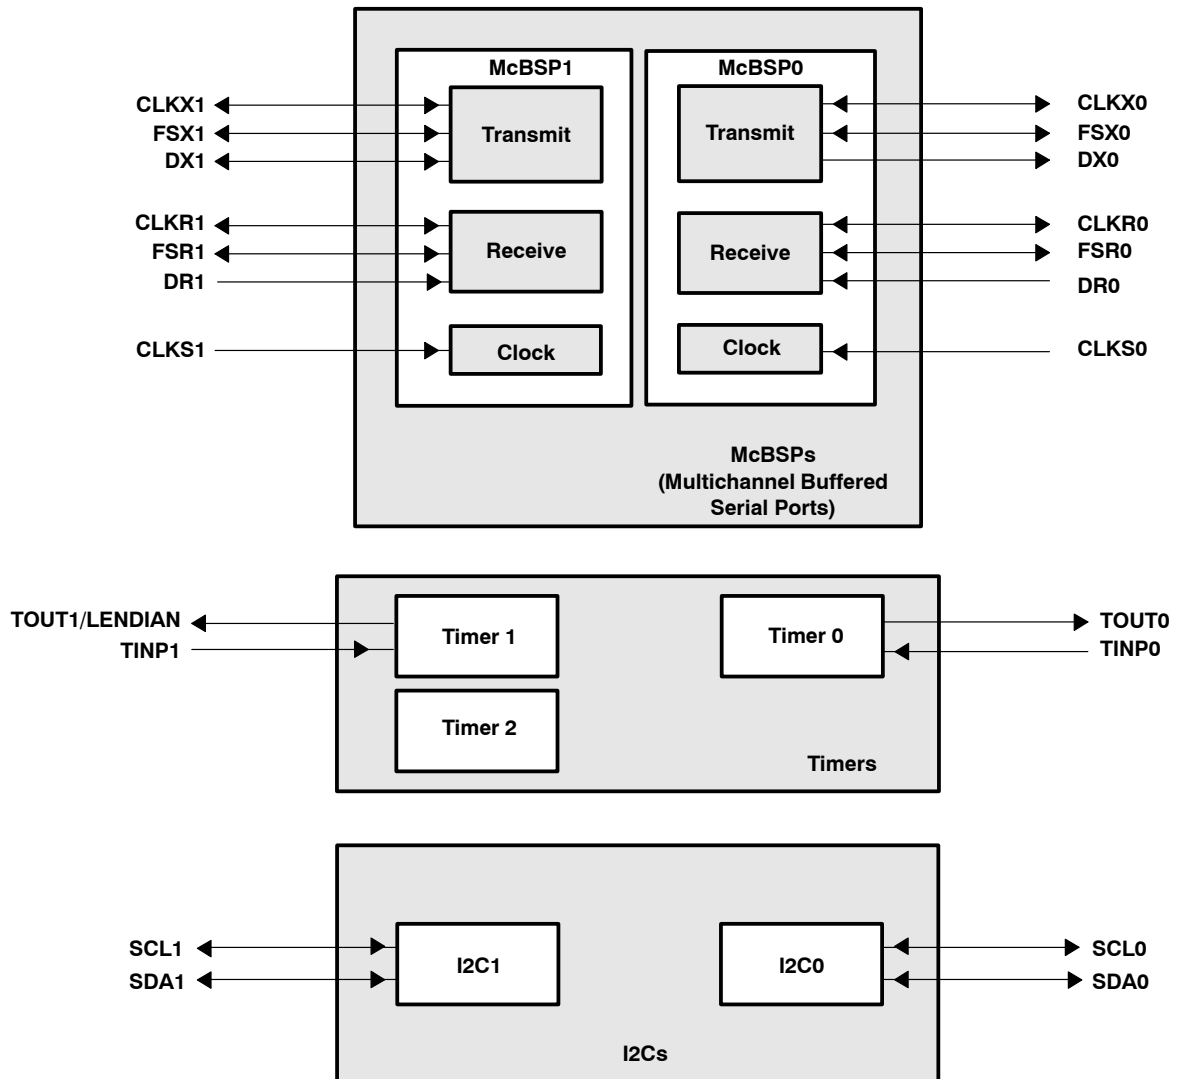 McBSP1
McBSP0
CLKX1
Transmit
Transmit
CLKX0
FSX1
FSX0
DX1
DX0
CLKR1
Receive
Receive
CLKR0
FSR1
FSR0
DR1
DR0
CLKS1
Clock
Clock
CLKS0
McBSPs
(Multichannel Buffered
Serial Ports)
TOUT1/LENDIAN
Timer 1
Timer 0
TOUT0
TINP1
TINP0
Timer 2
Timers
SCL1
I2C1
I2C0
SCL0
SDA1
SDA0
I2Cs